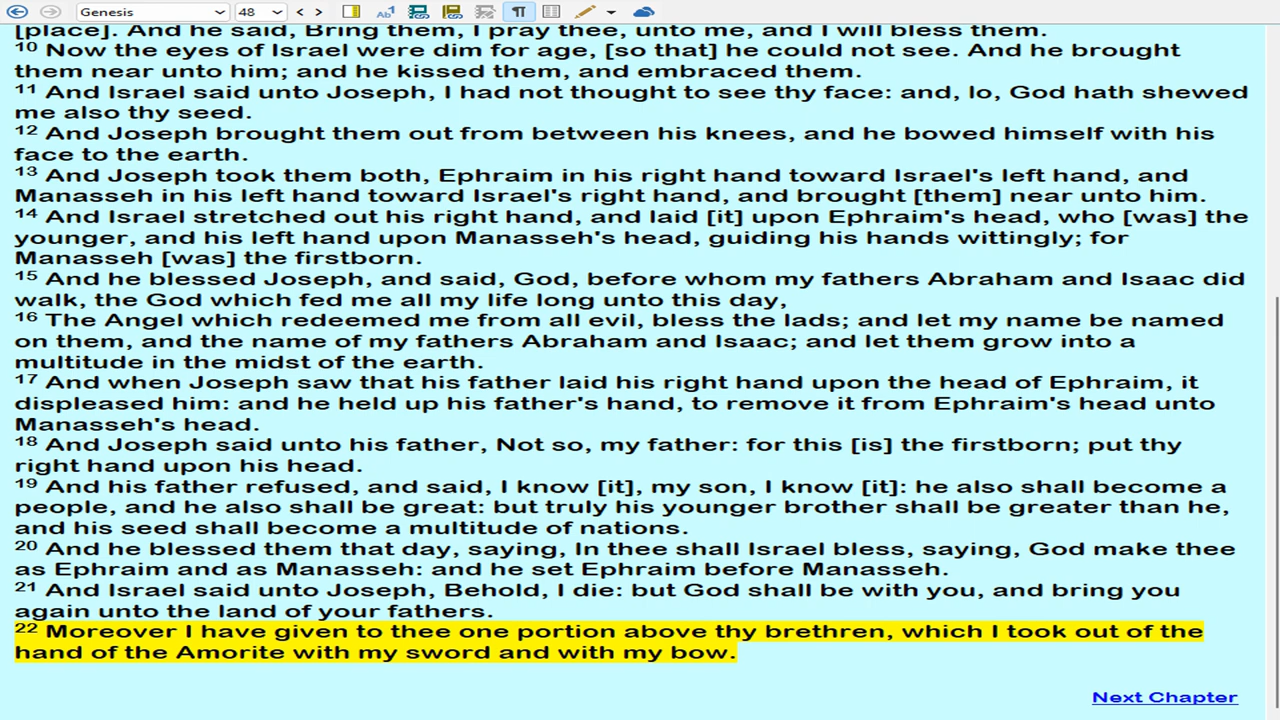 Genesis 48 < > Ab1 ¶
[place]. And he said, Bring them, I pray thee, unto me, and I will bless them.
10 Now the eyes of Israel were dim for age, [so that] he could not see. And he brought
them near unto him; and he kissed them, and embraced them.
11 And Israel said unto Joseph, I had not thought to see thy face: and, lo, God hath shewed
me also thy seed.
12 And Joseph brought them out from between his knees, and he bowed himself with his
face to the earth.
13 And Joseph took them both, Ephraim in his right hand toward Israel's left hand, and
Manasseh in his left hand toward Israel's right hand, and brought [them] near unto him.
14 And Israel stretched out his right hand, and laid [it] upon Ephraim's head, who [was] the
younger, and his left hand upon Manasseh's head, guiding his hands wittingly; for
Manasseh [was] the firstborn.
15 And he blessed Joseph, and said, God, before whom my fathers Abraham and Isaac did
walk, the God which fed me all my life long unto this day,
16 The Angel which redeemed me from all evil, bless the lads; and let my name be named
on them, and the name of my fathers Abraham and Isaac; and let them grow into a
multitude in the midst of the earth.
17 And when Joseph saw that his father laid his right hand upon the head of Ephraim, it
displeased him: and he held up his father's hand, to remove it from Ephraim's head unto
Manasseh's head.
18 And Joseph said unto his father, Not so, my father: for this [is] the firstborn; put thy
right hand upon his head.
19 And his father refused, and said, I know [it], my son, I know [it]: he also shall become a
people, and he also shall be great: but truly his younger brother shall be greater than he,
and his seed shall become a multitude of nations.
20 And he blessed them that day, saying, In thee shall Israel bless, saying, God make thee
as Ephraim and as Manasseh: and he set Ephraim before Manasseh.
21 And Israel said unto Joseph, Behold, I die: but God shall be with you, and bring you
again unto the land of your fathers.
22 Moreover I have given to thee one portion above thy brethren, which I took out of the
hand of the Amorite with my sword and with my bow.
Next Chapter